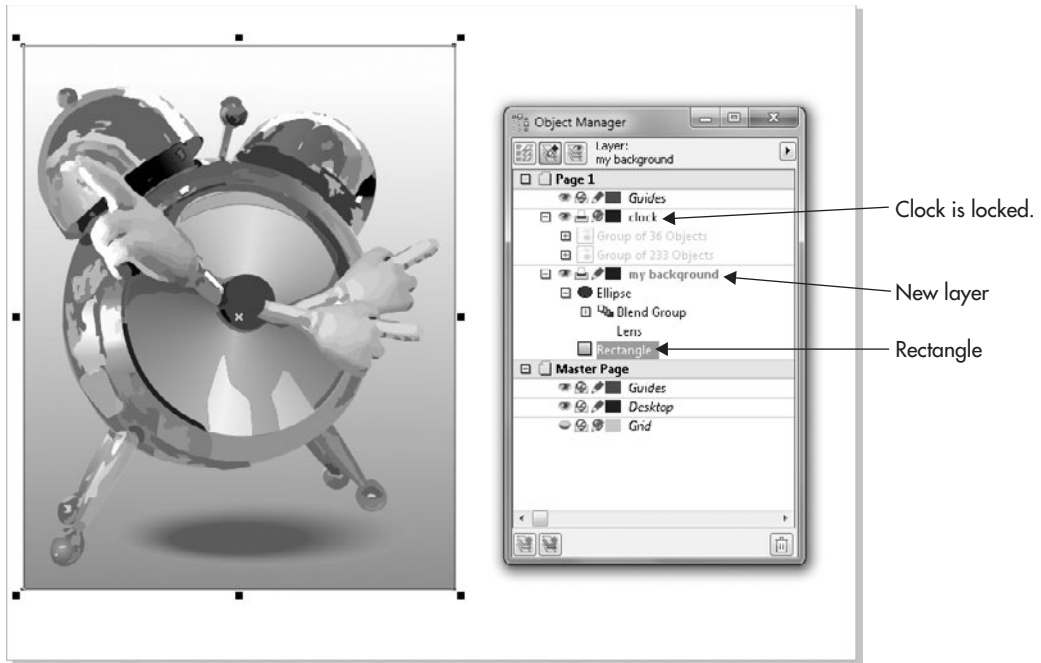 Object Manager
Layer:
my background
Page 1
Guides
clock
Group of 36 Objects
Group of 233 Objects
my background
Ellipse
Blend Group
Lens
Rectangle
Master Page
Guides
Desktop
Grid
Clock is locked.
New layer
Rectangle